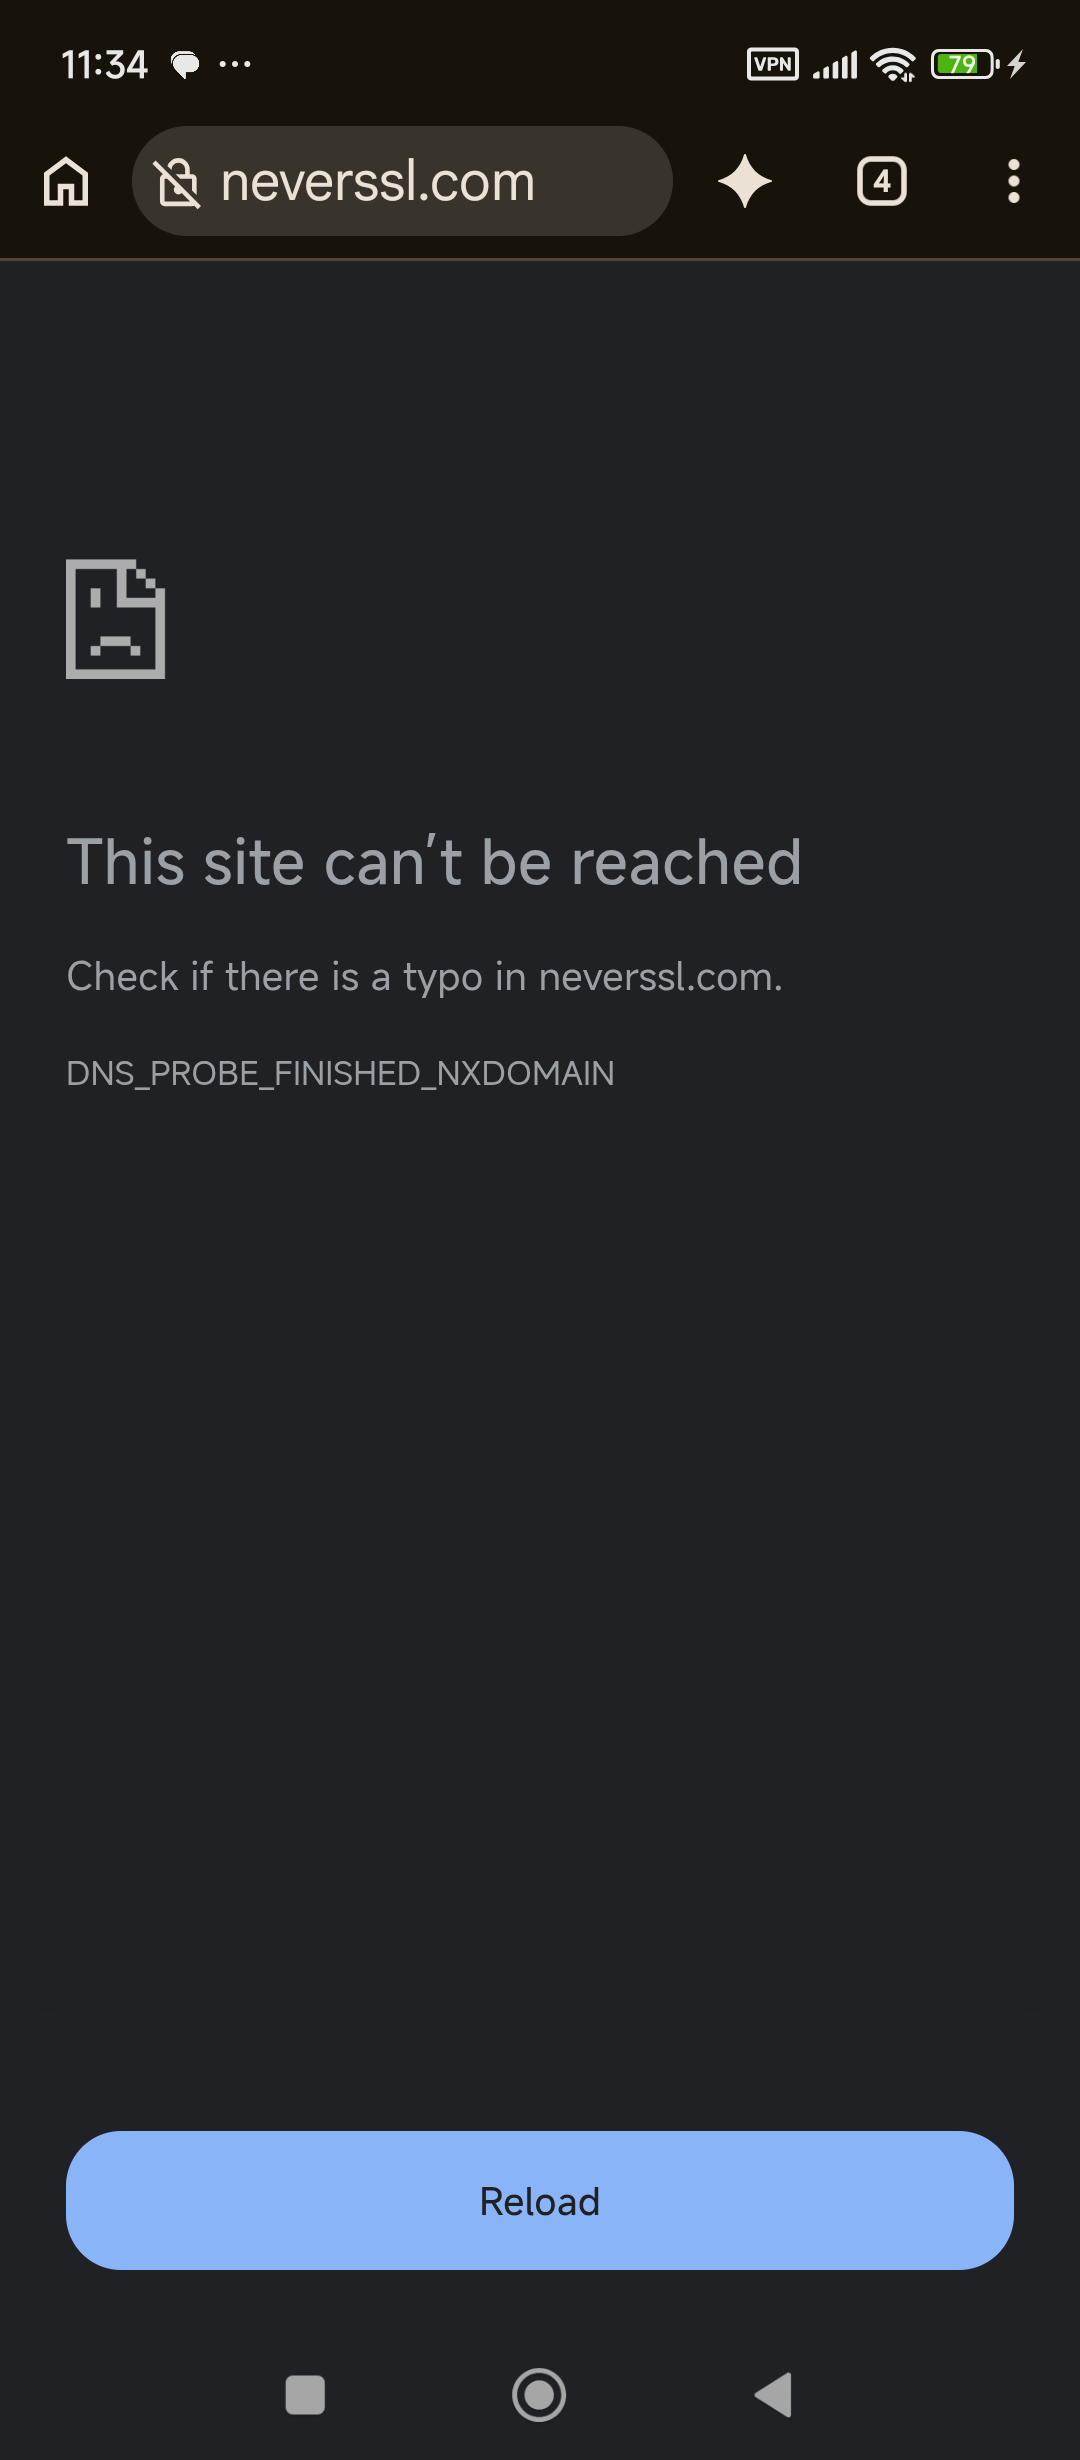 11:34 VPN 79
neverssl.com 4
This site can't be reached
Check if there is a typo in neverssl.com.
DNS_PROBE_FINISHED_NXDOMAIN
Reload